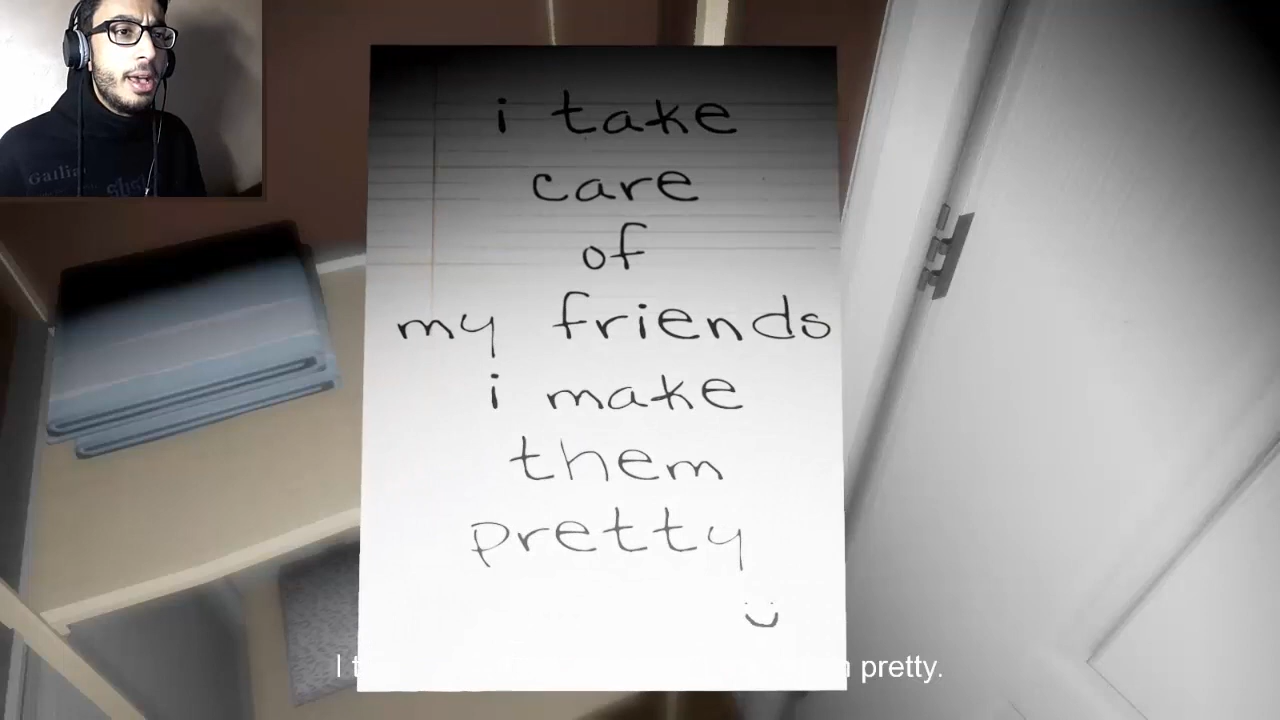 i take
care
of
my friends
i make
them
pretty
I pretty.